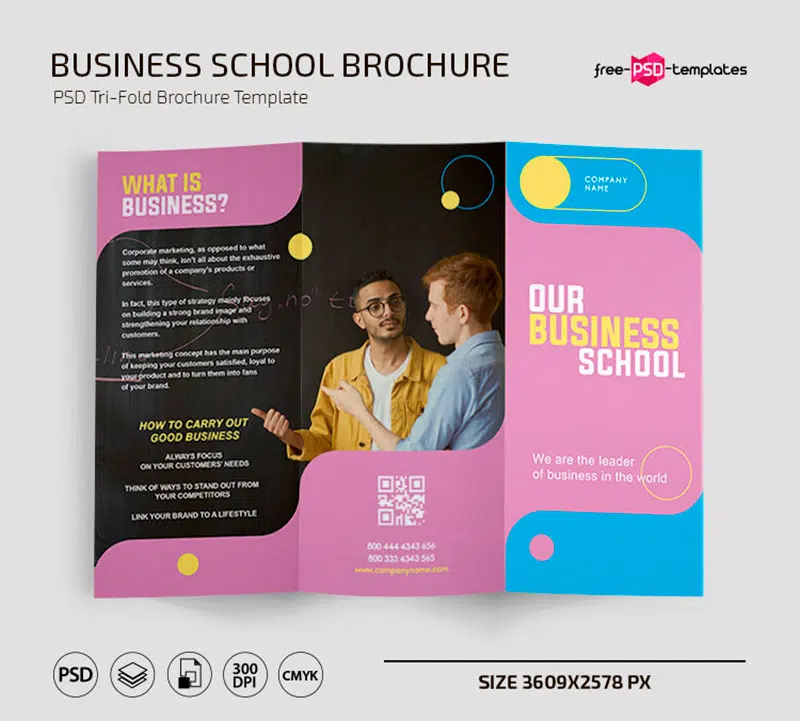 BUSINESS SCHOOL BROCHURE
PSD Tri-Fold Brochure Template
free-PSD-templates
WHAT IS
BUSINESS?
Corporate marketing, as opposed to what
some may think, isn't all about the exhaustive
promotion of a company's products or
services.
In fact, this type of strategy mainly focuses
on building a strong brand image and
strengthening your relationship with
customers.
This marketing concept has the main purpose
of keeping your customers satisfied, loyal to
your product and to turn them into fans
of your brand.
HOW TO CARRY OUT
GOOD BUSINESS
ALWAYS FOCUS
ON YOUR CUSTOMERS' NEEDS
THINK OF WAYS TO STAND OUT FROM
YOUR COMPETITORS
LINK YOUR BRAND TO A LIFESTYLE
800 444 4343 656
800 333 4343 565
www.companyname.com
COMPANY
NAME
OUR
BUSINESS
SCHOOL
We are the leader
of business in the world
PSD
300
DPI
CMYK
SIZE 3609X2578 PX